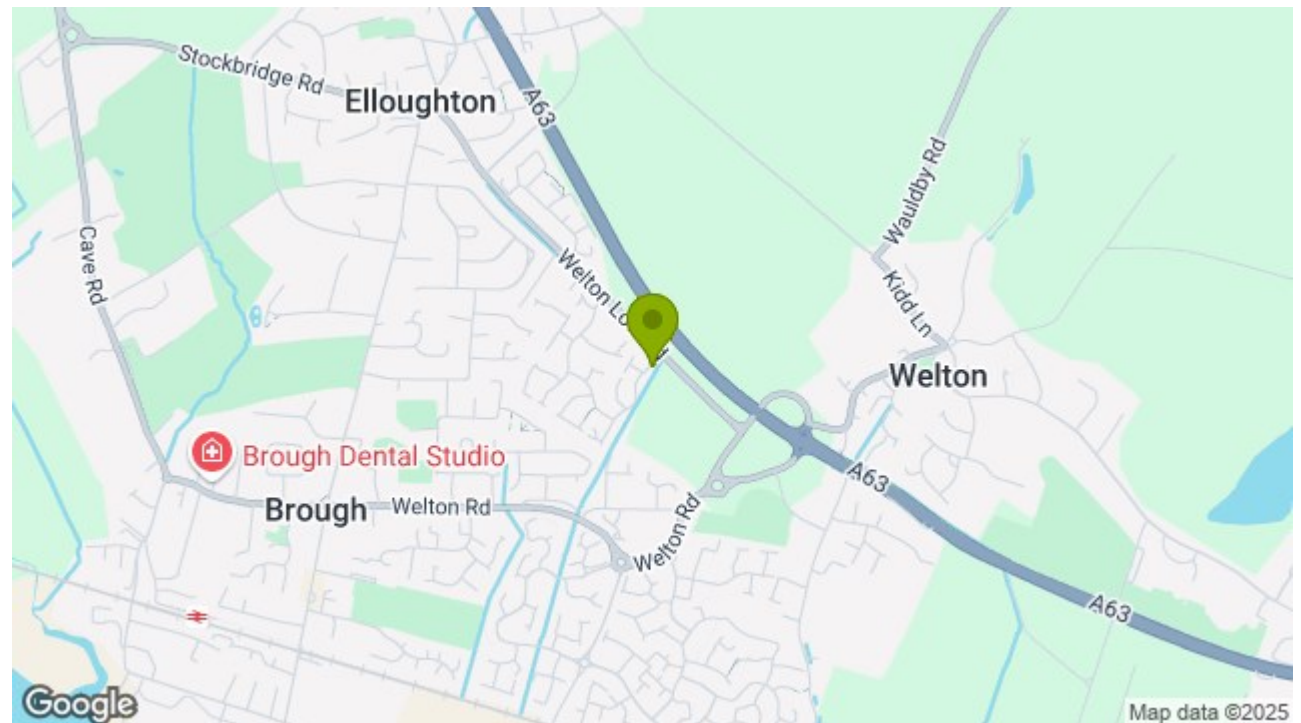 Stockbridge Rd
Elloughton
A63
Wauldby Rd
Cave Rd
Welton Lo
Kidd Ln
Welton
Brough Dental Studio
A63
Brough
Welton Rd
Welton Rd
A63
Google
Map data ©2025